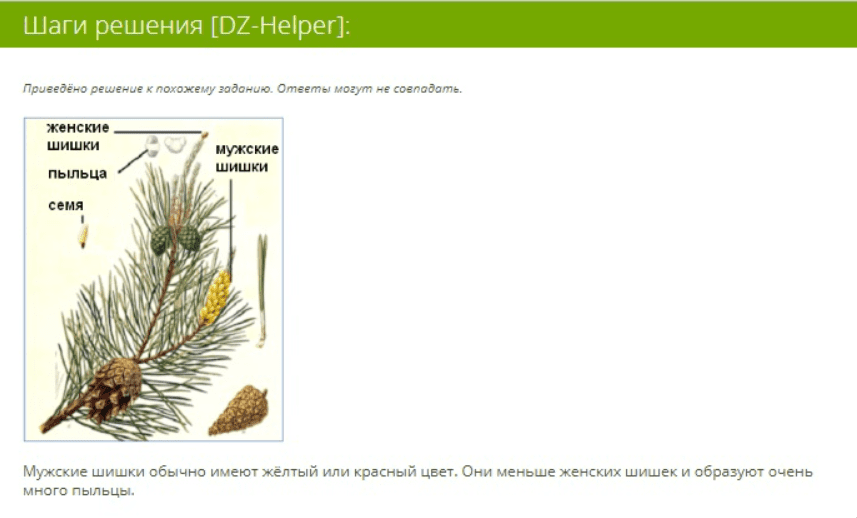 Шаги решения [DZ-Helper]:
Приведёно решение к похожему заданию. Ответы могут не совпадать.
женские
шишки
мужские
шишки
пыльца
семя
Мужские шишки обычно имеют жёлтый или красный цвет. Они меньше женских шишек и образуют очень
много пыльцы.